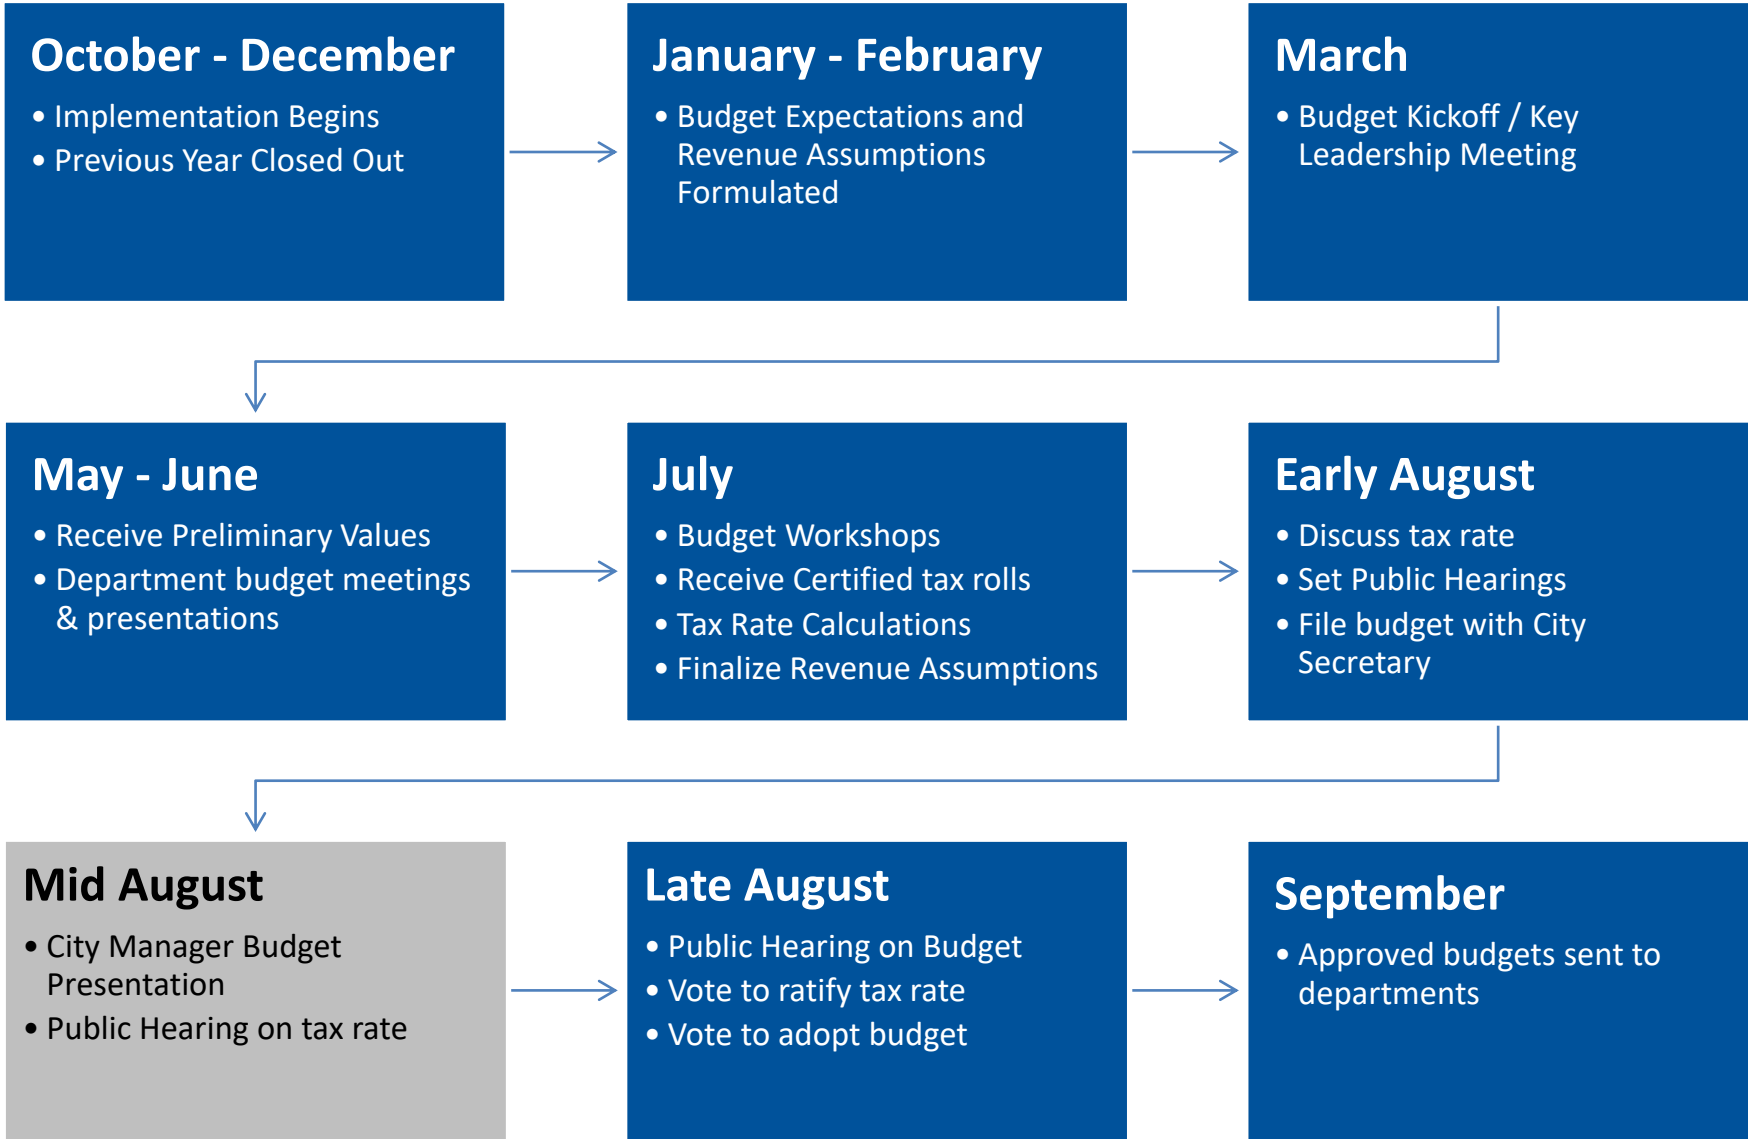 October - December
• Implementation Begins
• Previous Year Closed Out
January - February
• Budget Expectations and
Revenue Assumptions
Formulated
March
• Budget Kickoff / Key
Leadership Meeting
May - June
• Receive Preliminary Values
• Department budget meetings
& presentations
July
• Budget Workshops
• Receive Certified tax rolls
• Tax Rate Calculations
• Finalize Revenue Assumptions
Early August
• Discuss tax rate
• Set Public Hearings
• File budget with City
Secretary
Mid August
• City Manager Budget
Presentation
• Public Hearing on tax rate
Late August
• Public Hearing on Budget
• Vote to ratify tax rate
• Vote to adopt budget
September
• Approved budgets sent to
departments